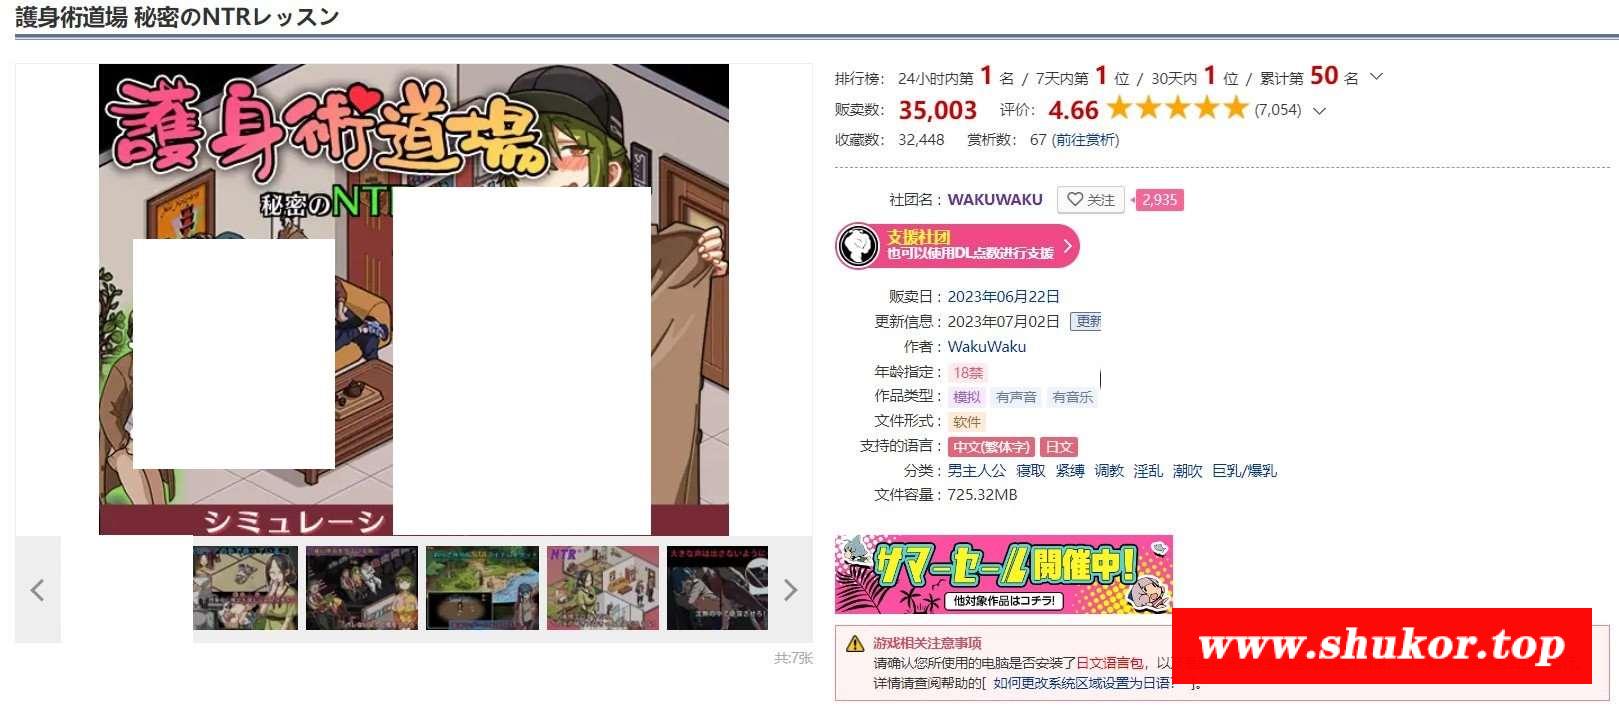 護身術道場 秘密のNTRレッスン
護身術道場
秘密のNT
シミュレーシ
NTR
大きな声は出さないように
共:7张
排行榜： 24小时内第 1 名 / 7天内第 1 位 / 30天内 1 位 / 累计第 50 名
贩卖数： 35,003 评价： 4.66 ★★★★★ (7,054)
收藏数： 32,448 赏析数： 67 (前往赏析)
社团名 : WAKUWAKU 关注 2,935
支援社团
也可以使用DL点数进行支援
贩卖日 : 2023年06月22日
更新信息 : 2023年07月02日 更新
作者 : WakuWaku
年龄指定 : 18禁
作品类型 : 模拟 有声音 有音乐
文件形式 : 软件
支持的语言 : 中文(繁体字) 日文
分类 : 男主人公 寝取 紧缚 调教 淫乱 潮吹 巨乳/爆乳
文件容量 : 725.32MB
サマーセール開催中!
他対象作品はコチラ!
游戏相关注意事项
请确认您所使用的电脑是否安装了日文语言包，以
详情请查阅帮助的[ 如何更改系统区域设置为日语? ]。
www.shukor.top